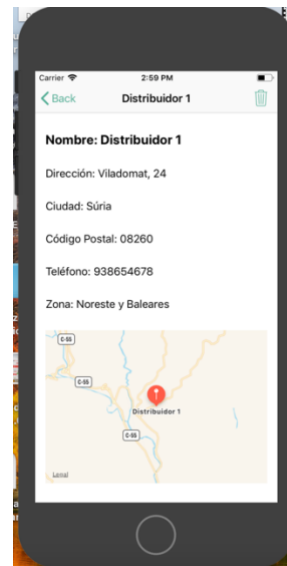 Carrier 2:59 PM
Back Distribuidor 1
Nombre: Distribuidor 1
Dirección: Viladomat, 24
Ciudad: Súria
Código Postal: 08260
Teléfono: 938654678
Zona: Noreste y Baleares
C-55
C-55
Distribuidor 1
C-55
Legal